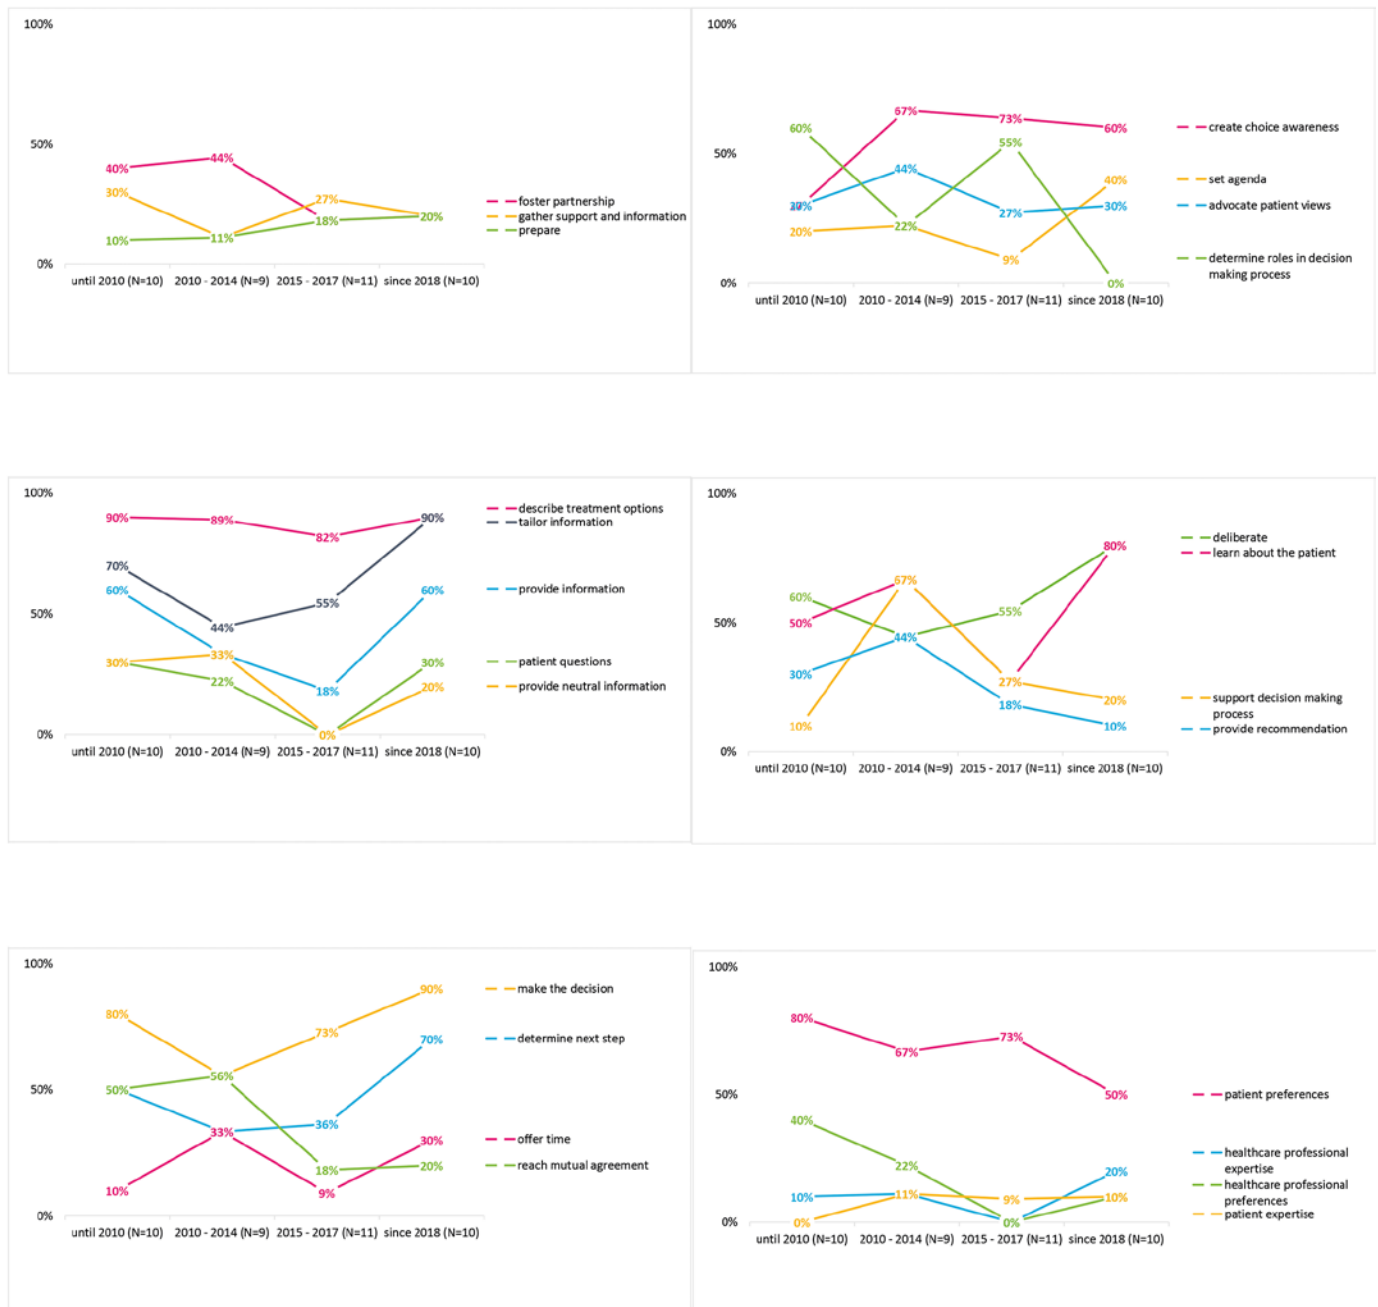 100%
50%
0%
40%
44%
30%
27%
10%
11%
18%
20%
foster partnership
gather support and information
prepare
until 2010 (N=10) 2010 - 2014 (N=9) 2015 - 2017 (N=11) since 2018 (N=10)
100%
50%
0%
60%
67%
73%
60%
55%
44%
40%
30%
27%
20%
22%
9%
0%
create choice awareness
set agenda
advocate patient views
determine roles in decision
making process
until 2010 (N=10) 2010 - 2014 (N=9) 2015 - 2017 (N=11) since 2018 (N=10)
100%
50%
0%
90%
89%
82%
90%
70%
60%
44%
55%
60%
30%
33%
22%
18%
0%
30%
20%
describe treatment options
tailor information
provide information
patient questions
provide neutral information
until 2010 (N=10) 2010 - 2014 (N=9) 2015 - 2017 (N=11) since 2018 (N=10)
100%
50%
0%
80%
67%
60%
50%
55%
44%
30%
27%
18%
20%
10%
10%
deliberate
learn about the patient
support decision making
process
provide recommendation
until 2010 (N=10) 2010 - 2014 (N=9) 2015 - 2017 (N=11) since 2018 (N=10)
100%
50%
0%
90%
80%
73%
70%
56%
50%
33%
36%
30%
20%
18%
10%
9%
make the decision
determine next step
offer time
reach mutual agreement
until 2010 (N=10) 2010 - 2014 (N=9) 2015 - 2017 (N=11) since 2018 (N=10)
100%
50%
0%
80%
67%
73%
50%
40%
22%
20%
10%
11%
9%
10%
0%
0%
patient preferences
healthcare professional
expertise
healthcare professional
preferences
patient expertise
until 2010 (N=10) 2010 - 2014 (N=9) 2015 - 2017 (N=11) since 2018 (N=10)